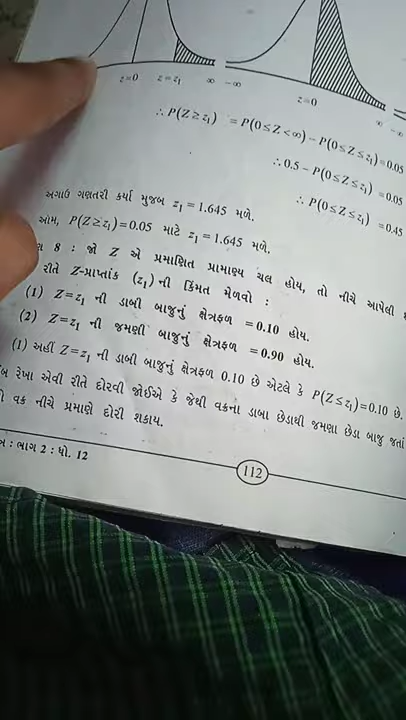 z=0 z=z₁ ∞ −∞ z=0 ∞
∴ P(Z≥z₁) = P(0≤Z<∞)−P(0≤Z≤z₁)=0.05
∴ 0.5−P(0≤Z≤z₁) =0.05
∴ P(0≤Z≤z₁) =0.45
અગાઉ ગણતરી કર્યા મુજબ z₁=1.645 મળે.
આમ, P(Z≥z₁)=0.05 માટે z₁=1.645 મળે.
8 : જો Z એ પ્રમાણિત પ્રામાણ્ય ચલ હોય, તો નીચે આપેલી
રીતે Z-પ્રાપ્તાંક (z₁)ની કિંમત મેળવો :
(1) Z=z₁ ની ડાબી બાજુનું ક્ષેત્રફળ =0.10 હોય.
(2) Z=z₁ ની જમણી બાજુનું ક્ષેત્રફળ =0.90 હોય.
(1) અહીં Z=z₁ ની ડાબી બાજુનું ક્ષેત્રફળ 0.10 છે એટલે કે P(Z≤z₁)=0.10 છે.
રેખા એવી રીતે દોરવી જોઈએ કે જેથી વક્રના ડાબા છેડાથી જમણા છેડા બાજુ જતાં
વક્ર નીચે પ્રમાણે દોરી શકાય.
: ભાગ 2 : ધો. 12
112